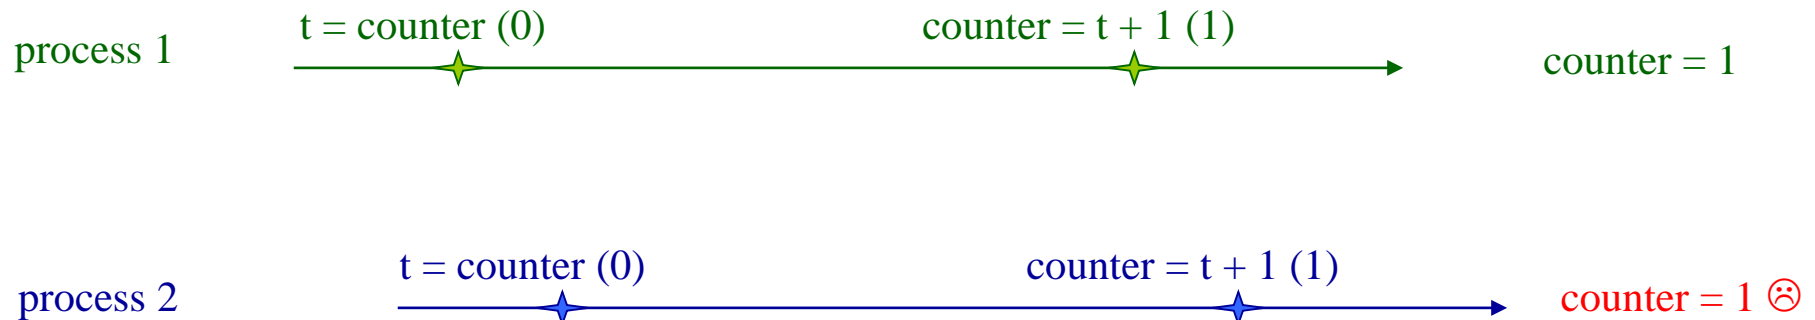 process 1
t = counter (0)
counter = t + 1 (1)
counter = 1
process 2
t = counter (0)
counter = t + 1 (1)
counter = 1 ☹